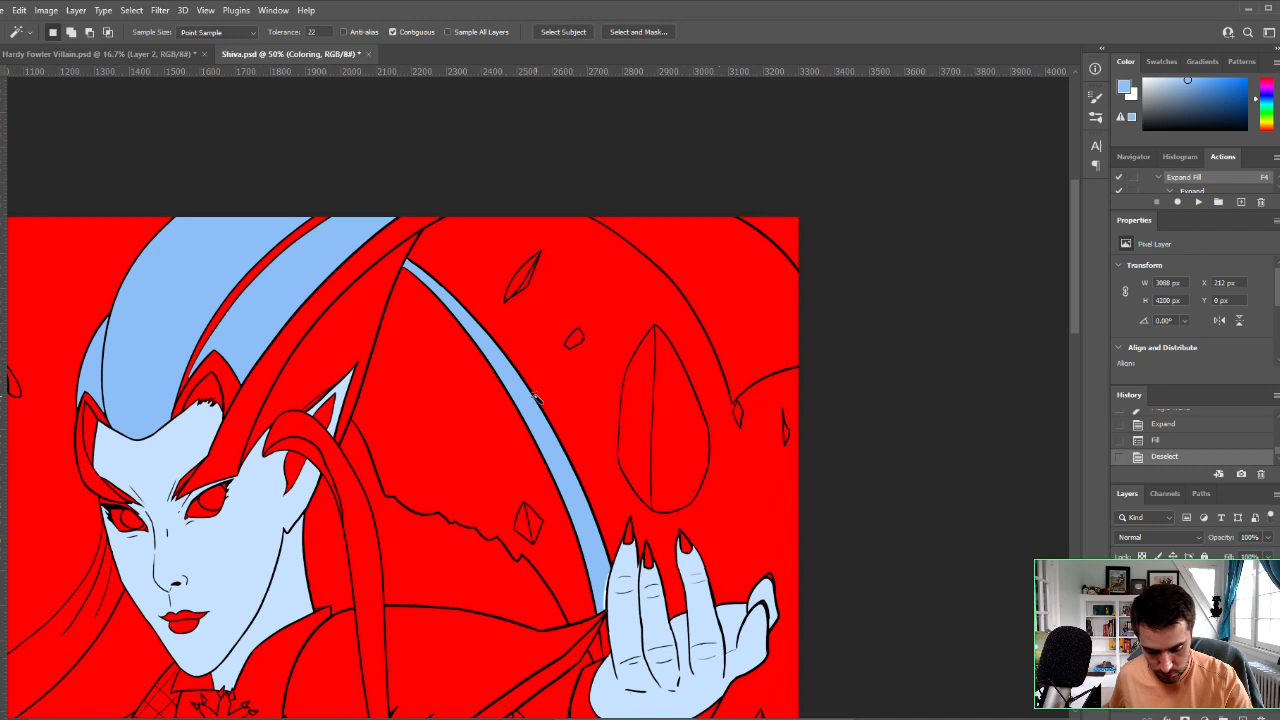 Edit Image Layer Type Select Filter 3D View Plugins Window Help
Sample Size: Point Sample Tolerance: 22 Anti-alias Contiguous Sample All Layers Select Subject Select and Mask...
Hardy Fowler Villain.psd @ 16.7% (Layer 2, RGB/8#) * × Shiva.psd @ 50% (Coloring, RGB/8#) * ×
1100 1200 1300 1400 1500 1600 1700 1800 1900 2000 2100 2200 2300 2400 2500 2600 2700 2800 2900 3000 3100 3200 3300 3400 3500 3600 3700 3800 3900 4000
Color Swatches Gradients Patterns
Navigator Histogram Actions
Expand Fill F4
Expand
Properties
Pixel Layer
Transform
W 3088 px X 212 px
H 4200 px Y 0 px
0.00°
Align and Distribute
Align:
History
Expand
Fill
Deselect
Layers Channels Paths
Kind
Normal Opacity: 100%
Lock: 100%